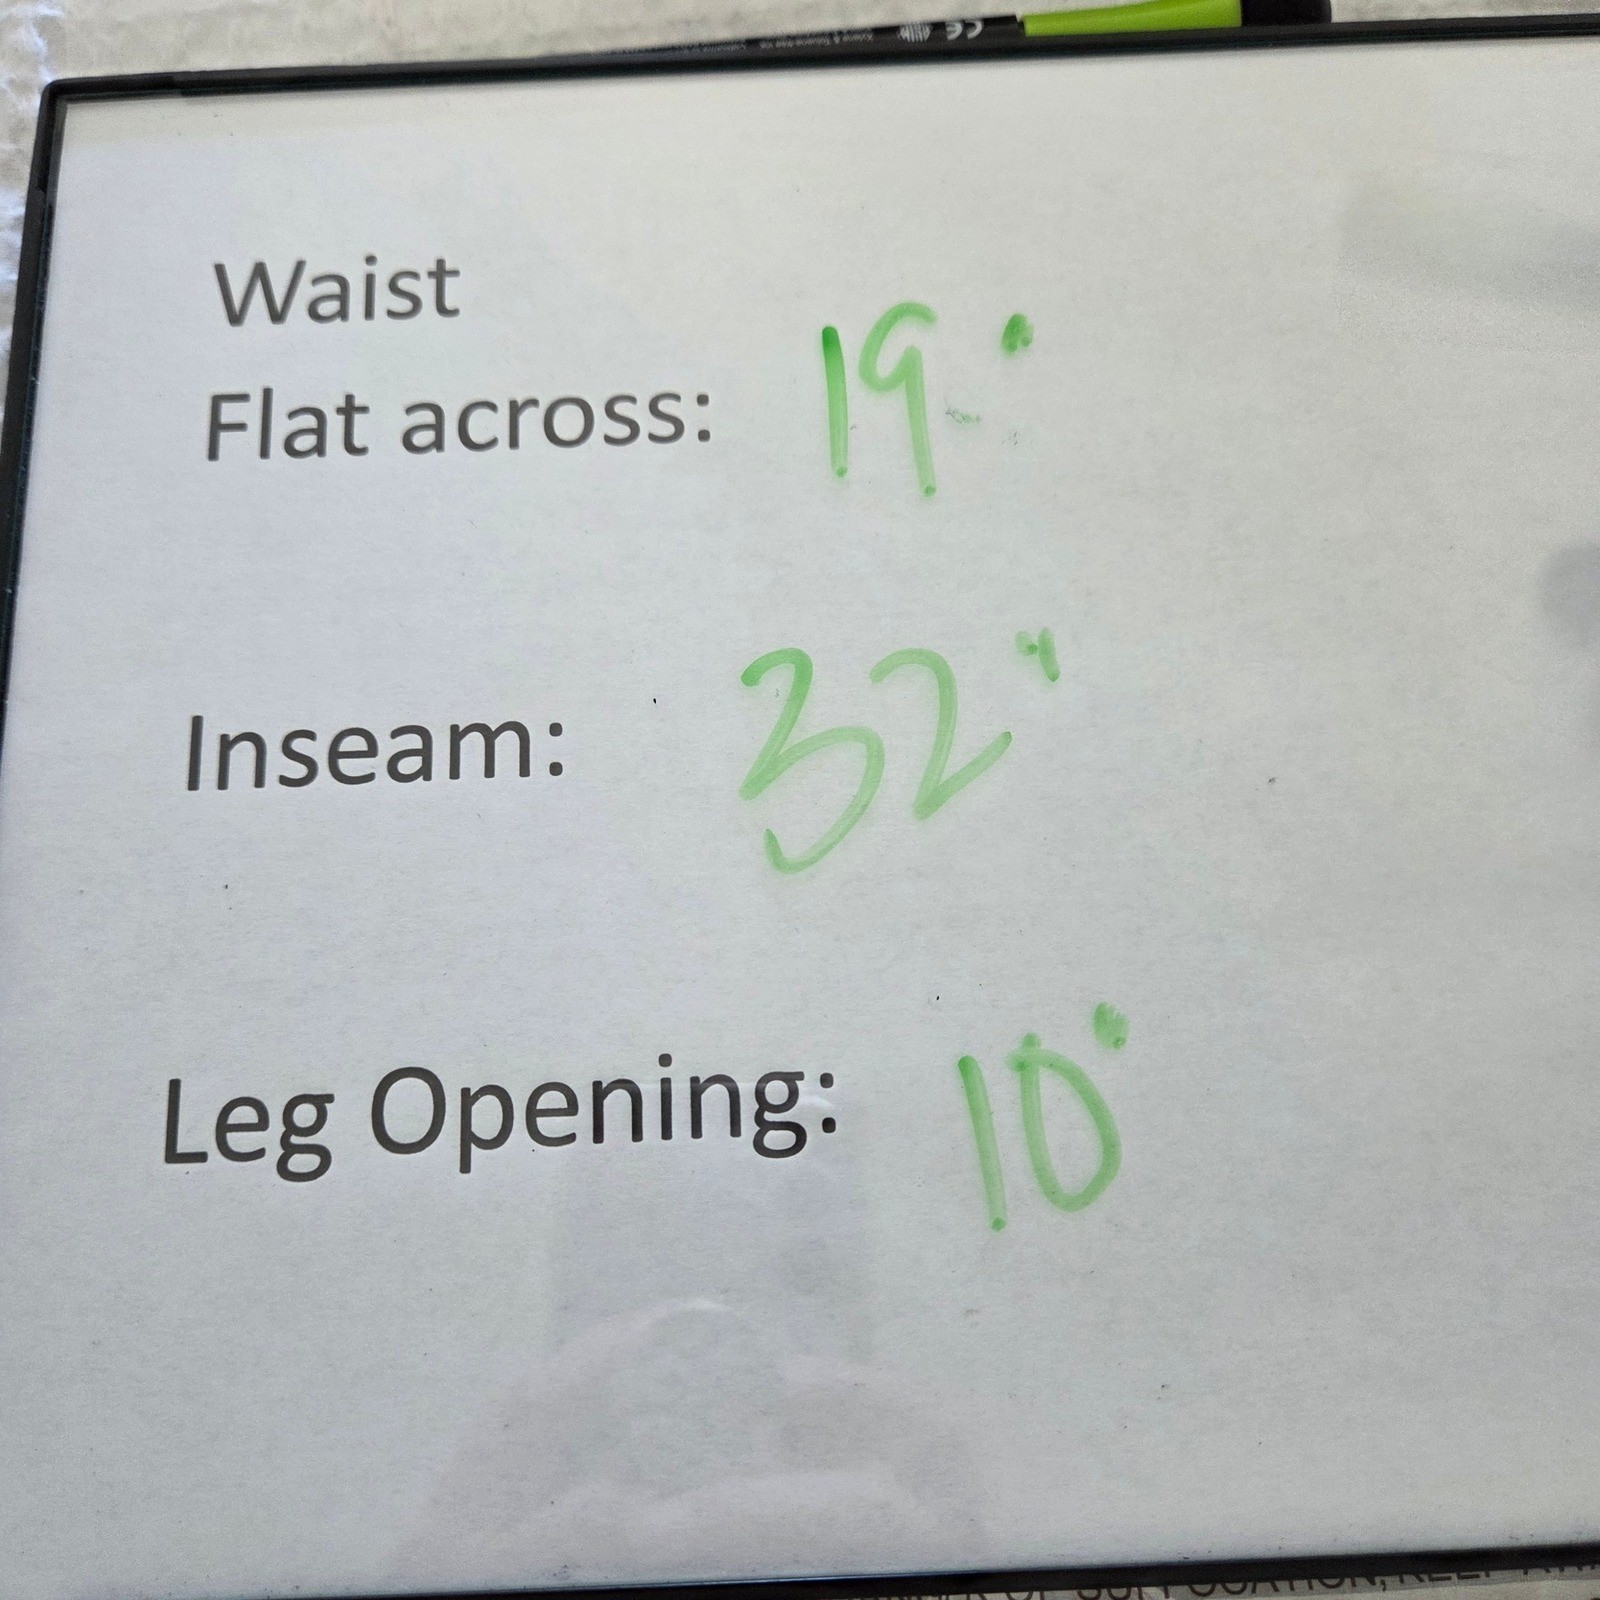 Waist
Flat across: 19"
Inseam: 32"
Leg Opening: 10"